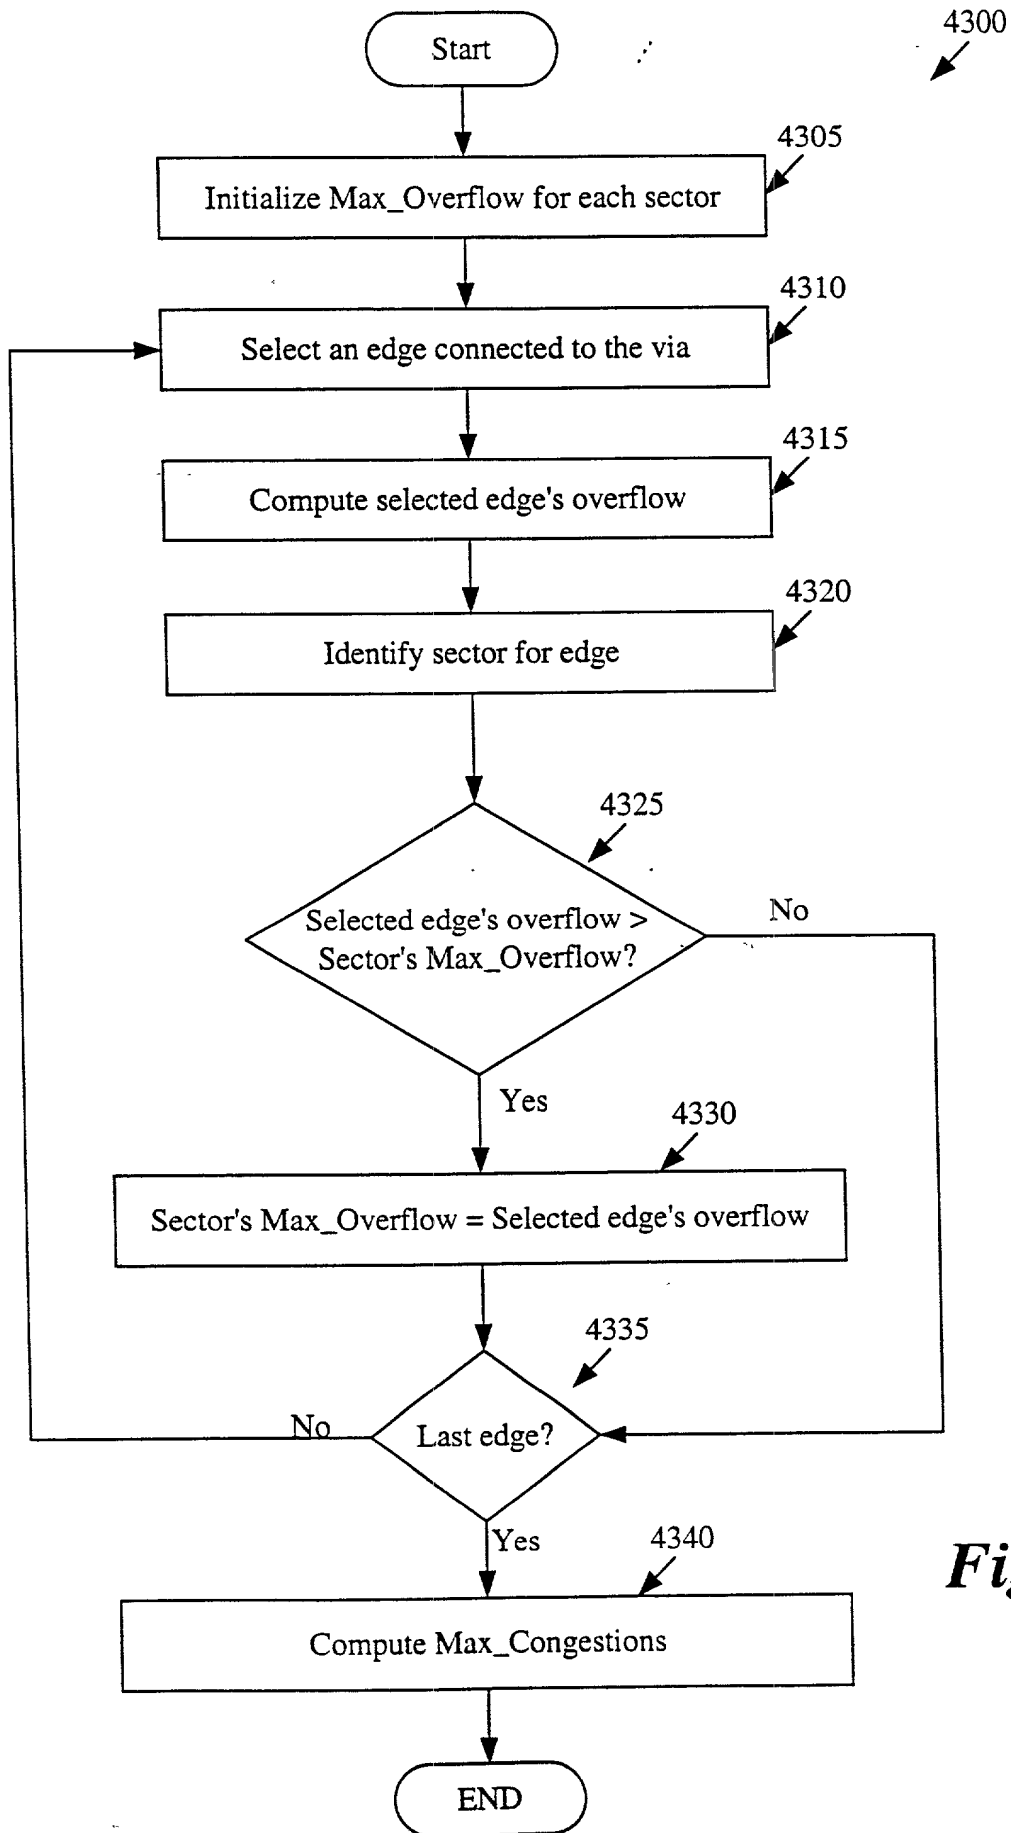 4300
Start
4305
Initialize Max_Overflow for each sector
4310
Select an edge connected to the via
4315
Compute selected edge's overflow
4320
Identify sector for edge
4325
Selected edge's overflow >
Sector's Max_Overflow?
No
Yes
4330
Sector's Max_Overflow = Selected edge's overflow
4335
Last edge?
No
Yes
4340
Compute Max_Congestions
END